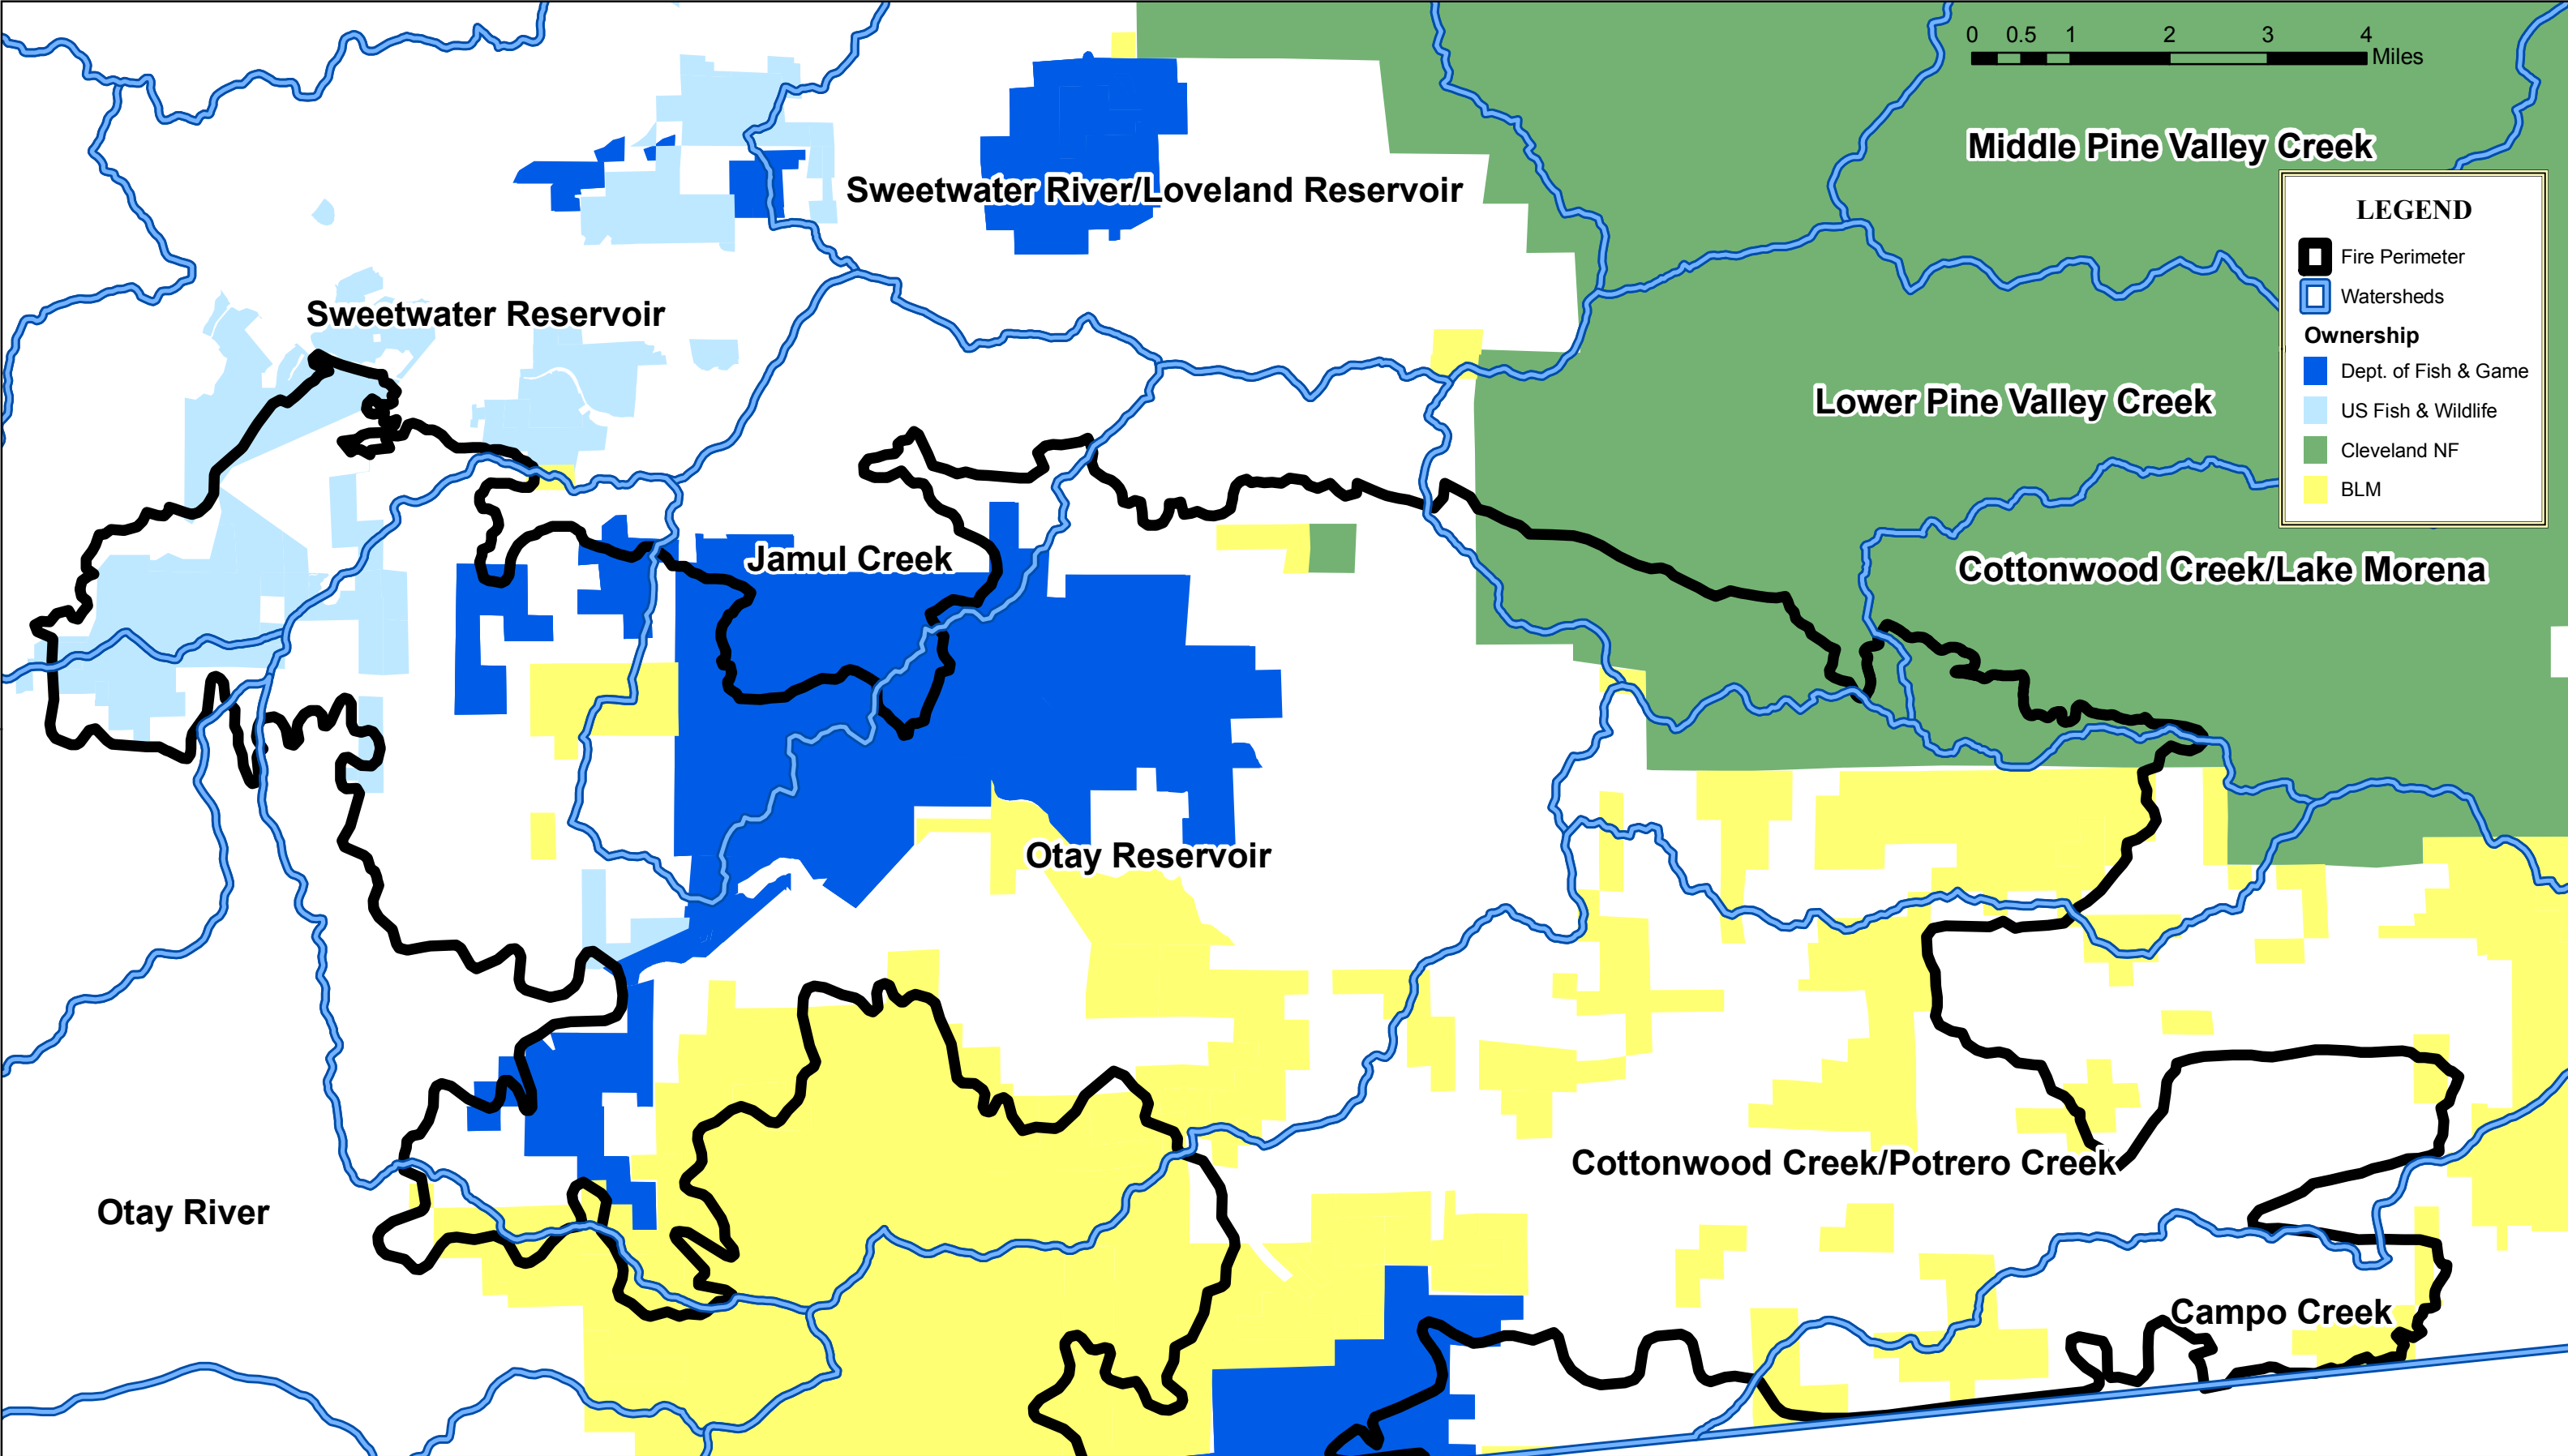 0 0.5 1 2 3 4
Miles
Middle Pine Valley Creek
Sweetwater River/Loveland Reservoir
LEGEND
Fire Perimeter
Watersheds
Ownership
Dept. of Fish & Game
US Fish & Wildlife
Cleveland NF
BLM
Sweetwater Reservoir
Lower Pine Valley Creek
Jamul Creek
Cottonwood Creek/Lake Morena
Otay Reservoir
Cottonwood Creek/Potrero Creek
Otay River
Campo Creek